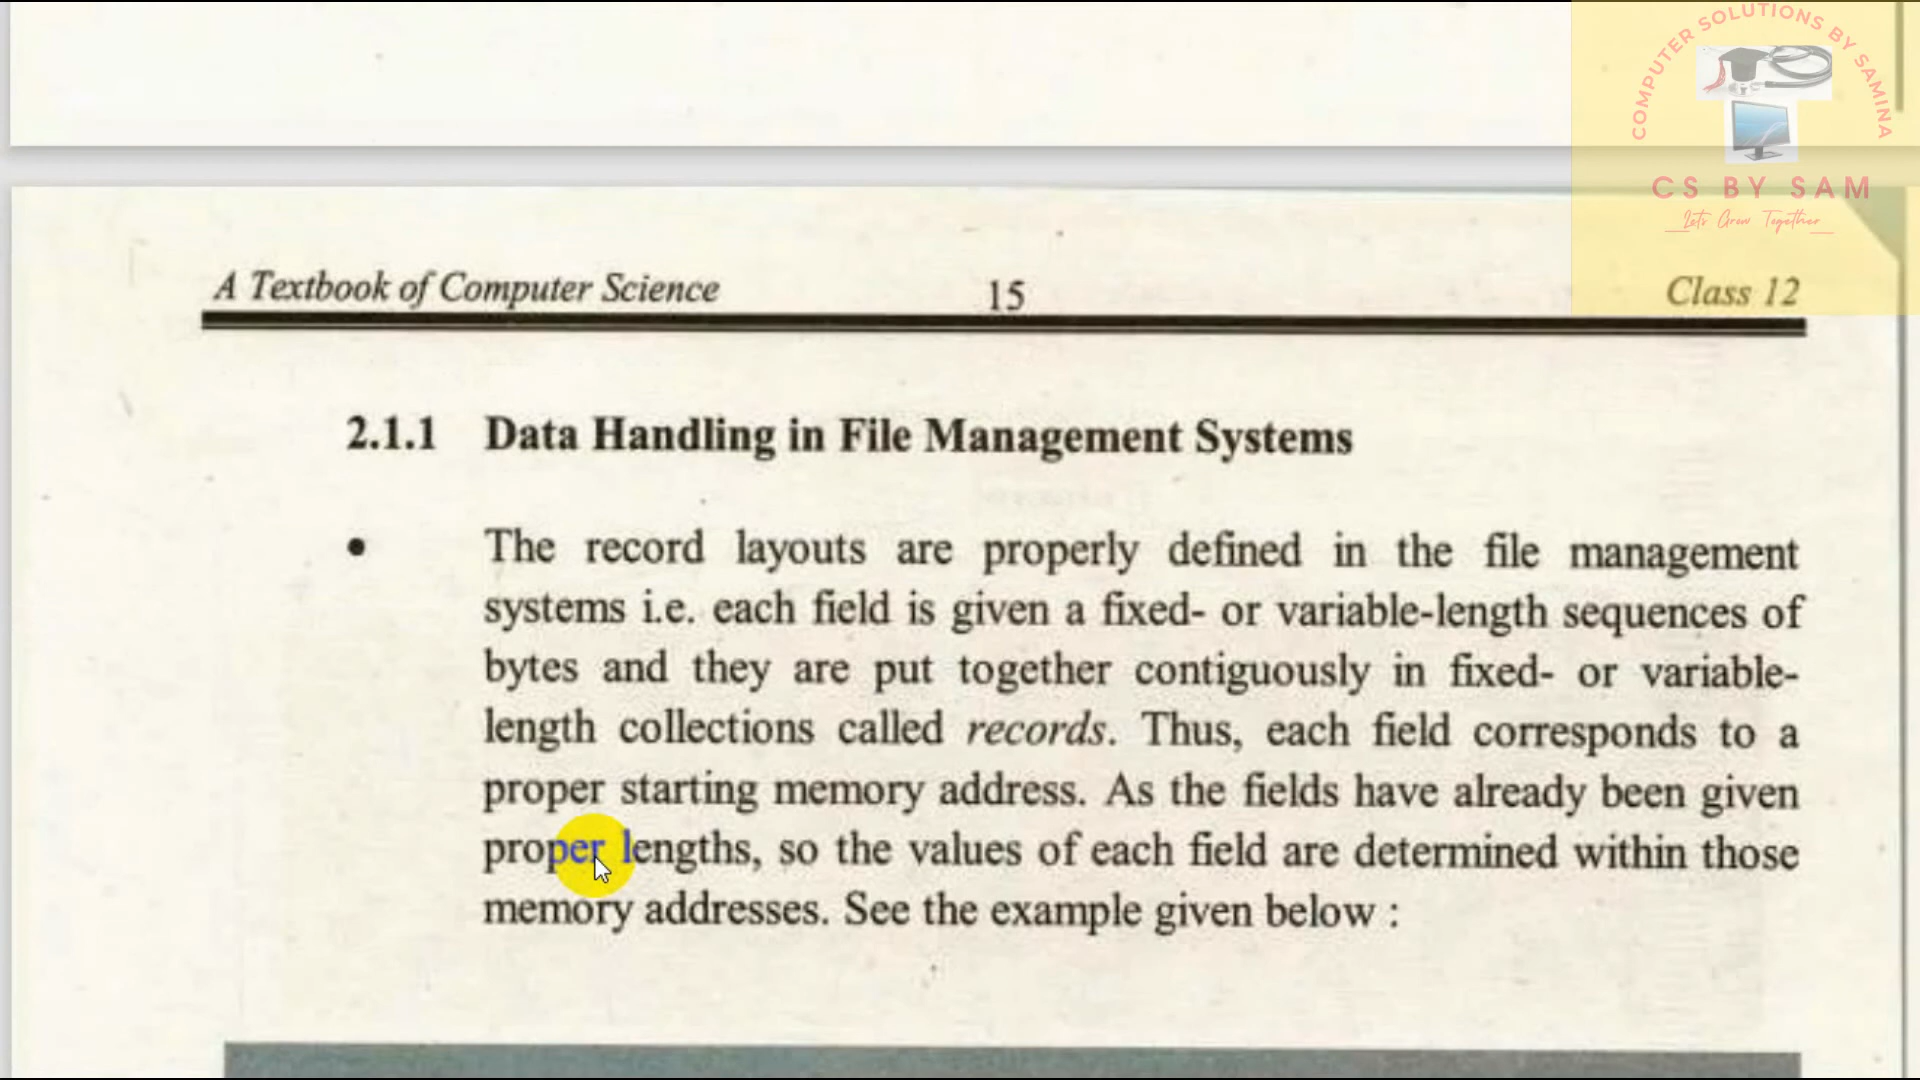 COMPUTER SOLUTIONS BY SAMINA
CS BY SAM
Let's Grow Together
A Textbook of Computer Science 15 Class 12
2.1.1 Data Handling in File Management Systems
• The record layouts are properly defined in the file management
systems i.e. each field is given a fixed- or variable-length sequences of
bytes and they are put together contiguously in fixed- or variable-
length collections called records. Thus, each field corresponds to a
proper starting memory address. As the fields have already been given
proper lengths, so the values of each field are determined within those
memory addresses. See the example given below :